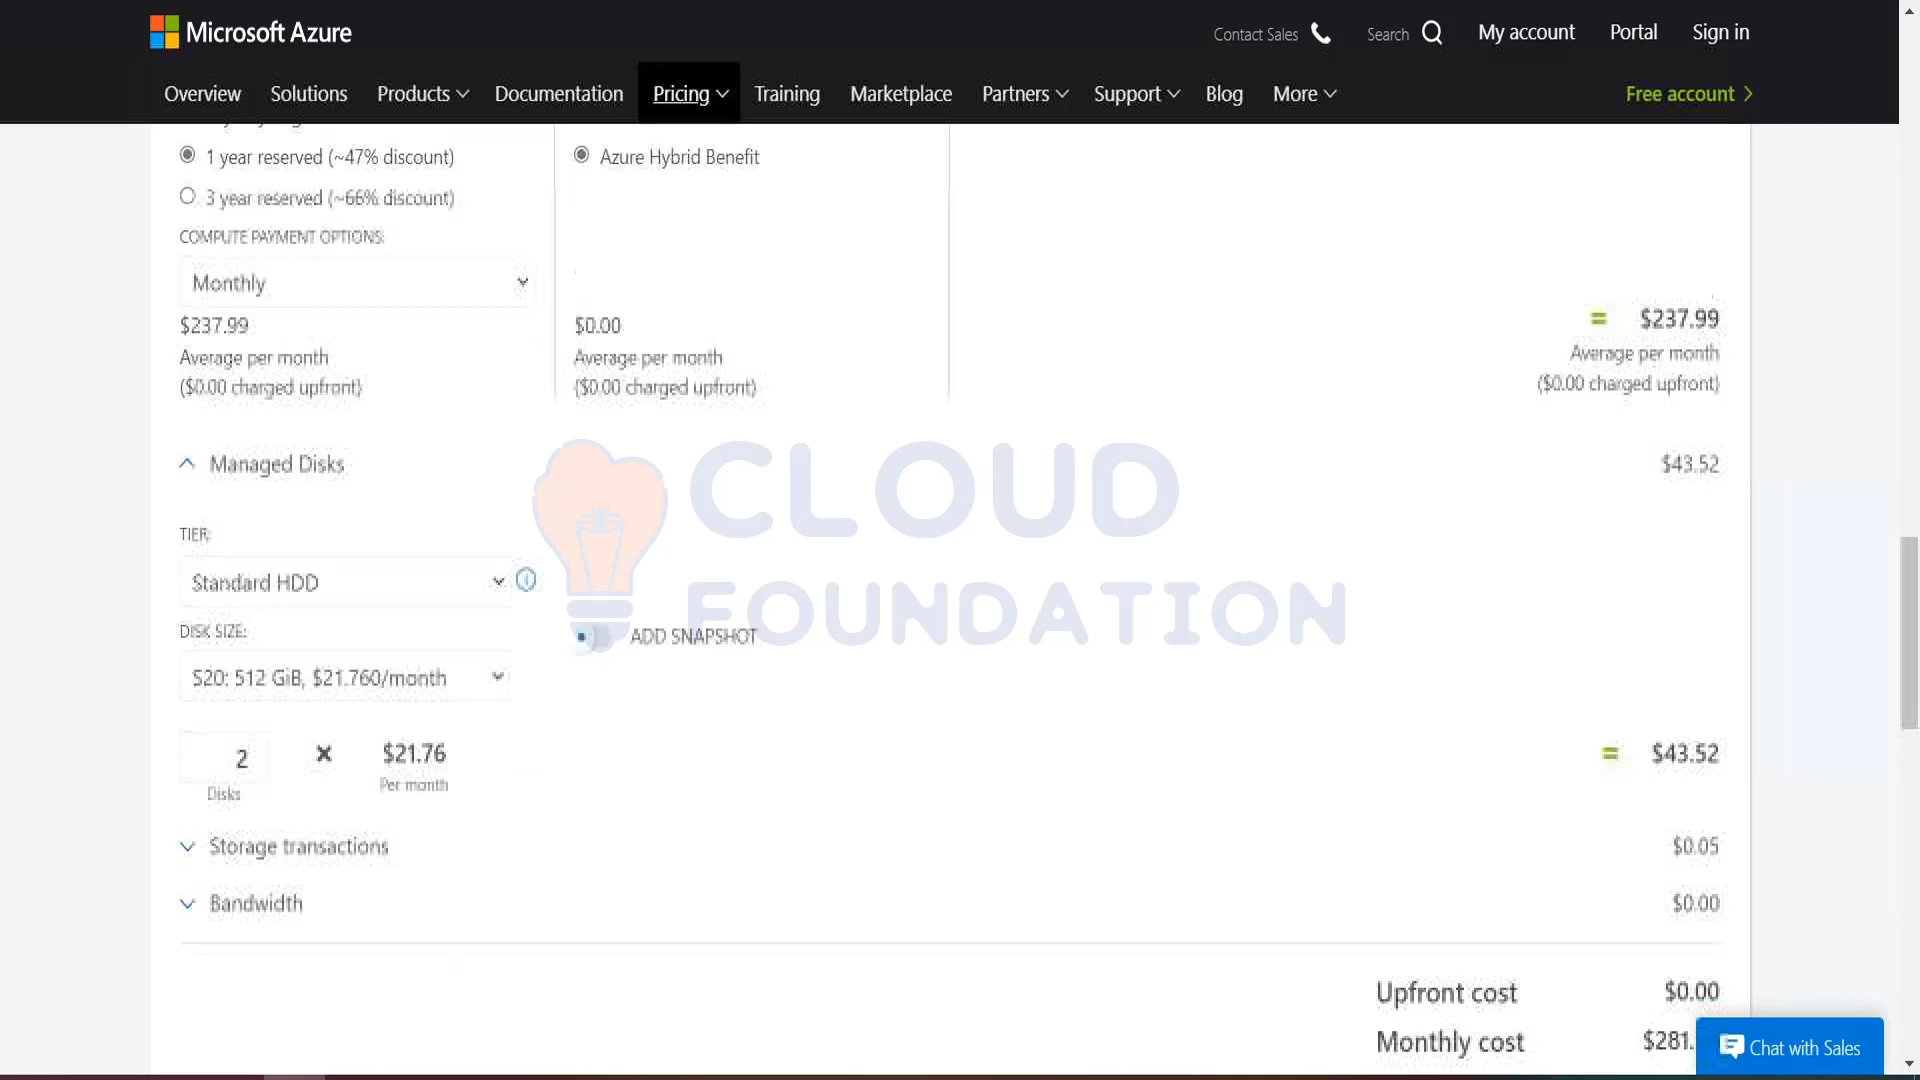 Microsoft Azure
Contact Sales
Search
My account
Portal
Sign in
Overview
Solutions
Products
Documentation
Pricing
Training
Marketplace
Partners
Support
Blog
More
Free account
1 year reserved (~47% discount)
Azure Hybrid Benefit
3 year reserved (~66% discount)
COMPUTE PAYMENT OPTIONS:
Monthly
$237.99
Average per month
($0.00 charged upfront)
$0.00
Average per month
($0.00 charged upfront)
= $237.99
Average per month
($0.00 charged upfront)
Managed Disks
$43.52
CLOUD
FOUNDATION
TIER:
Standard HDD
DISK SIZE:
ADD SNAPSHOT
S20: 512 GiB, $21.760/month
2
Disks
×
$21.76
Per month
= $43.52
Storage transactions
$0.05
Bandwidth
$0.00
Upfront cost
$0.00
Monthly cost
$281.
Chat with Sales